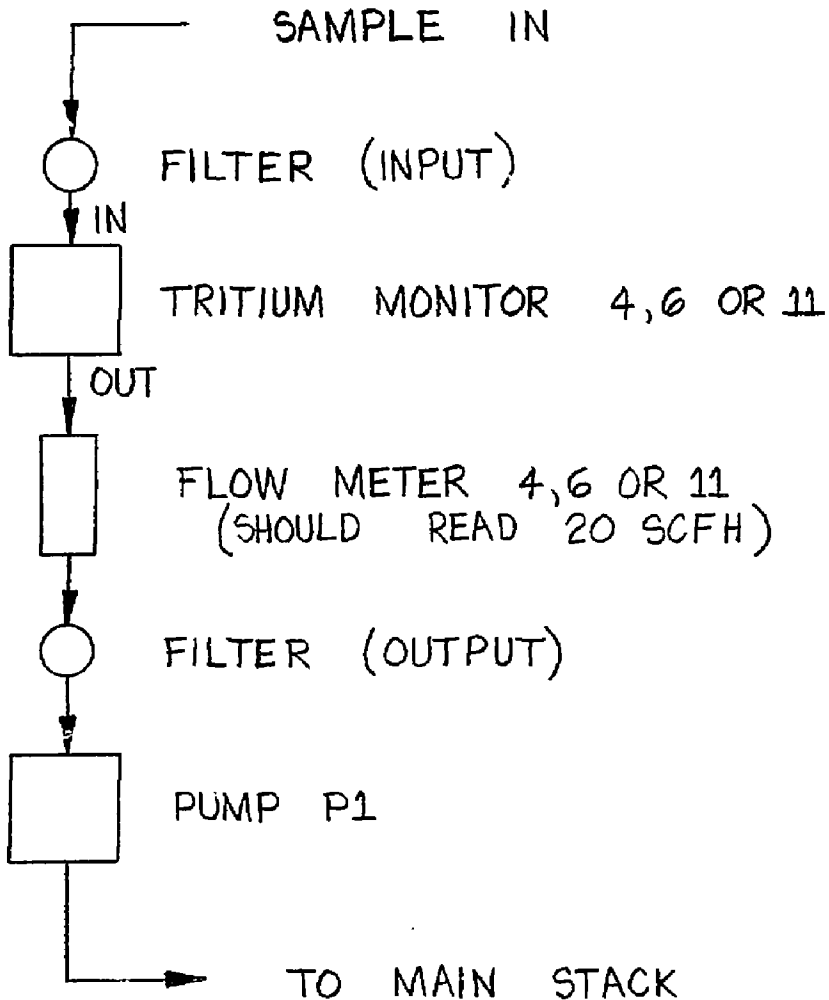 SAMPLE IN
FILTER (INPUT)
IN
TRITIUM MONITOR 4,6 OR 11
OUT
FLOW METER 4,6 OR 11
(SHOULD READ 20 SCFH)
FILTER (OUTPUT)
PUMP P1
TO MAIN STACK